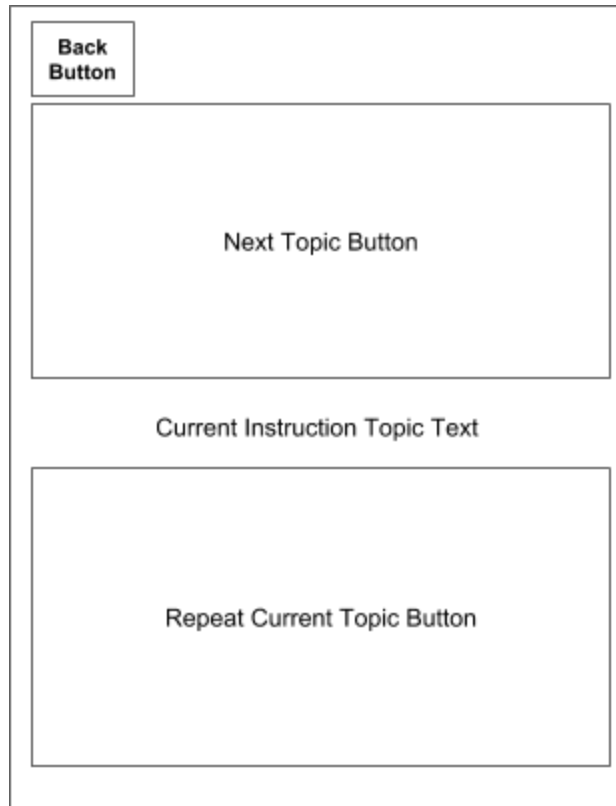 Back
Button
Next Topic Button
Current Instruction Topic Text
Repeat Current Topic Button